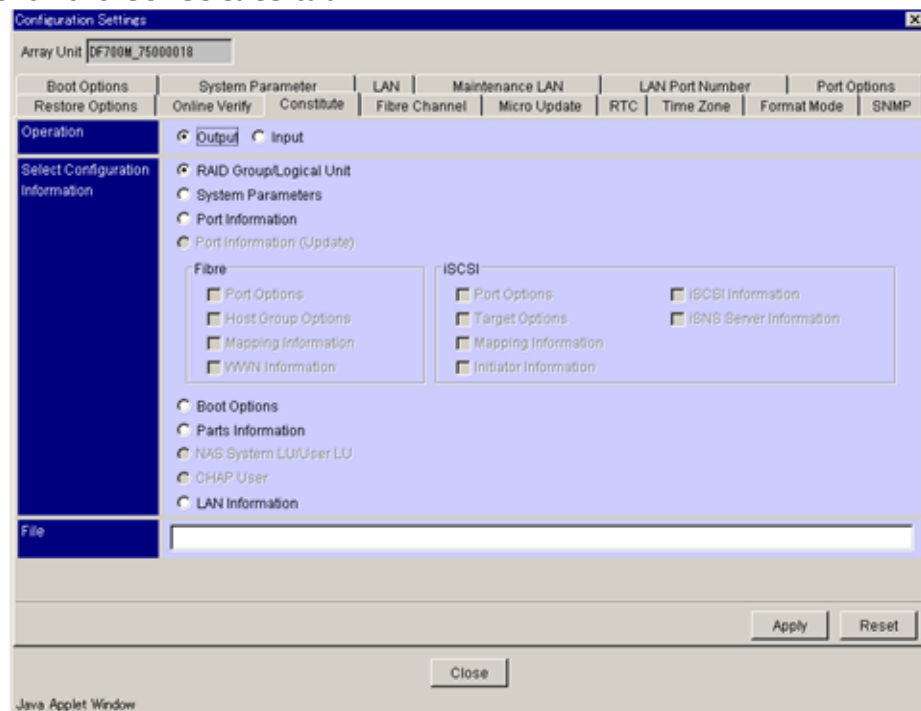 Configuration Settings
Array Unit DF700M_75000018
Boot Options System Parameter LAN Maintenance LAN LAN Port Number Port Options
Restore Options Online Verify Constitute Fibre Channel Micro Update RTC Time Zone Format Mode SNMP
Operation Output Input
Select Configuration Information
RAID Group/Logical Unit
System Parameters
Port Information
Port Information (Update)
Fibre
Port Options
Host Group Options
Mapping Information
WWN Information
iSCSI
Port Options iSCSI Information
Target Options iSNS Server Information
Mapping Information
Initiator Information
Boot Options
Parts Information
NAS System LU/User LU
CHAP User
LAN Information
File
Apply Reset
Close
Java Applet Window